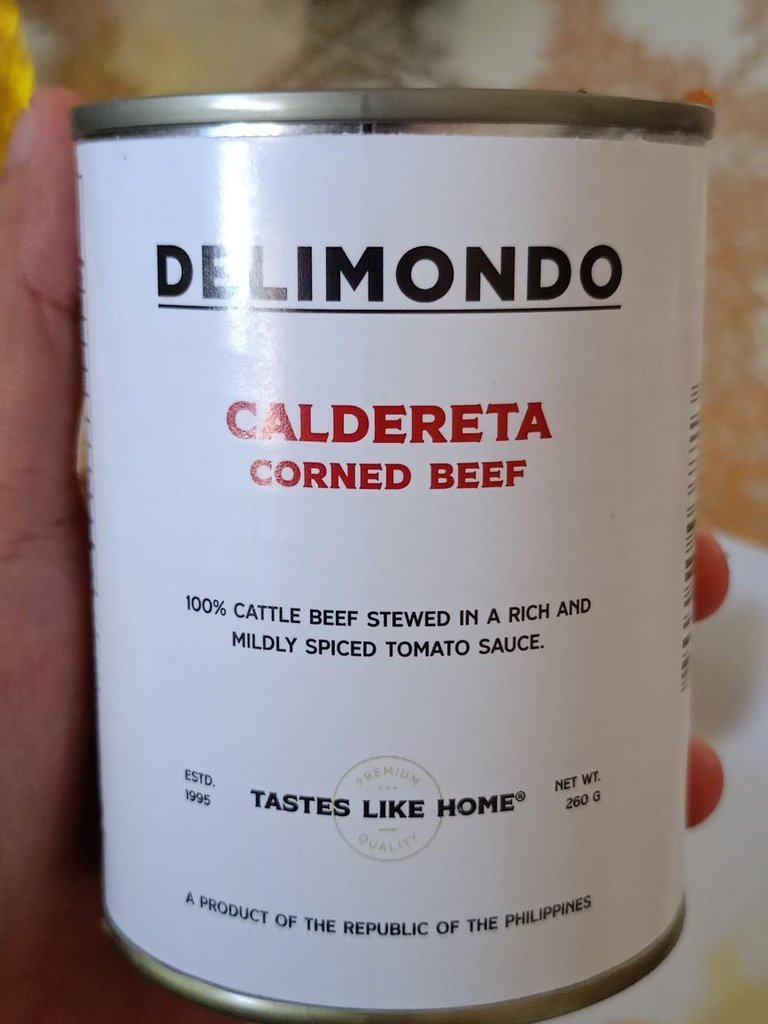 DELIMONDO
CALDERETA
CORNED BEEF
100% CATTLE BEEF STEWED IN A RICH AND
MILDLY SPICED TOMATO SAUCE.
ESTD.
1995
PREMIUM
TASTES LIKE HOME®
QUALITY
NET WT.
260 G
A PRODUCT OF THE REPUBLIC OF THE PHILIPPINES